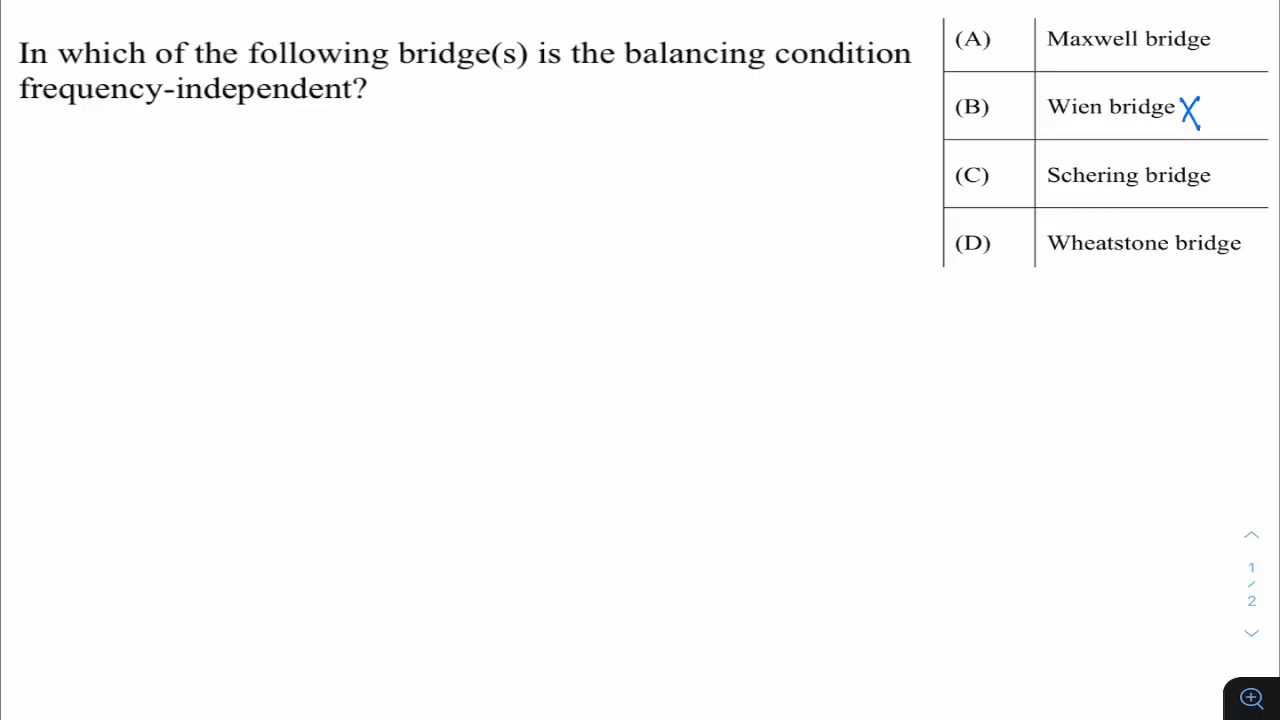 In which of the following bridge(s) is the balancing condition
frequency-independent?
(A) Maxwell bridge
(B) Wien bridge X
(C) Schering bridge
(D) Wheatstone bridge
1
/
2